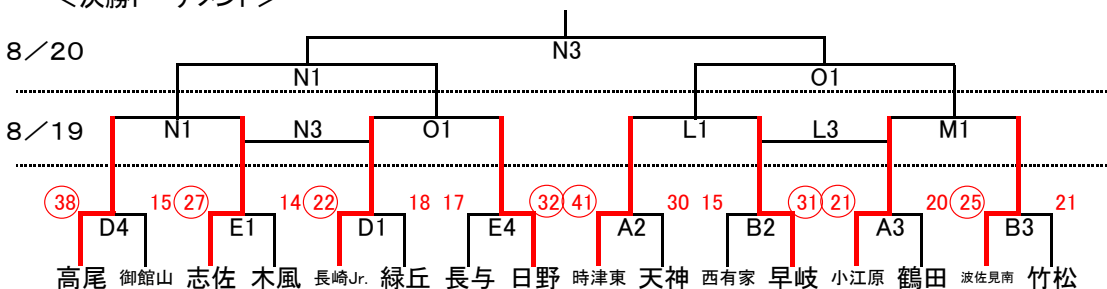 <決勝トーナメント>
8／20
N3
N1 O1
8／19
N1 N3 O1 L1 L3 M1
38 15 27 14 22 18 17 32 41 30 15 31 21 20 25 21
D4 E1 D1 E4 A2 B2 A3 B3
高尾 御館山 志佐 木風 長崎Jr. 緑丘 長与 日野 時津東 天神 西有家 早岐 小江原 鶴田 波佐見南 竹松